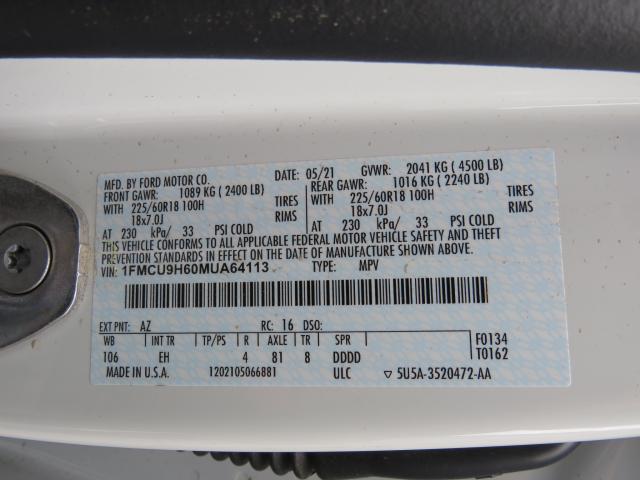 MFD. BY FORD MOTOR CO. DATE: 05/21 GVWR: 2041 KG ( 4500 LB)
FRONT GAWR: 1089 KG ( 2400 LB) REAR GAWR: 1016 KG ( 2240 LB)
WITH 225/60R18 100H TIRES WITH 225/60R18 100H TIRES
18x7.0J RIMS 18x7.0J RIMS
AT 230 kPa/ 33 PSI COLD AT 230 kPa/ 33 PSI COLD
THIS VEHICLE CONFORMS TO ALL APPLICABLE FEDERAL MOTOR VEHICLE SAFETY AND THEFT
PREVENTION STANDARDS IN EFFECT ON THE DATE OF MANUFACTURE SHOWN ABOVE.
1FMCU9H60MUA64113 TYPE: MPV
EXT PNT: AZ RC: 16 DSO:
WB INT TR TP/PS R AXLE TR SPR F0134
106 EH 4 81 8 DDDD T0162
MADE IN U.S.A. 1202105066881 ULC ▽ 5U5A-3520472-AA